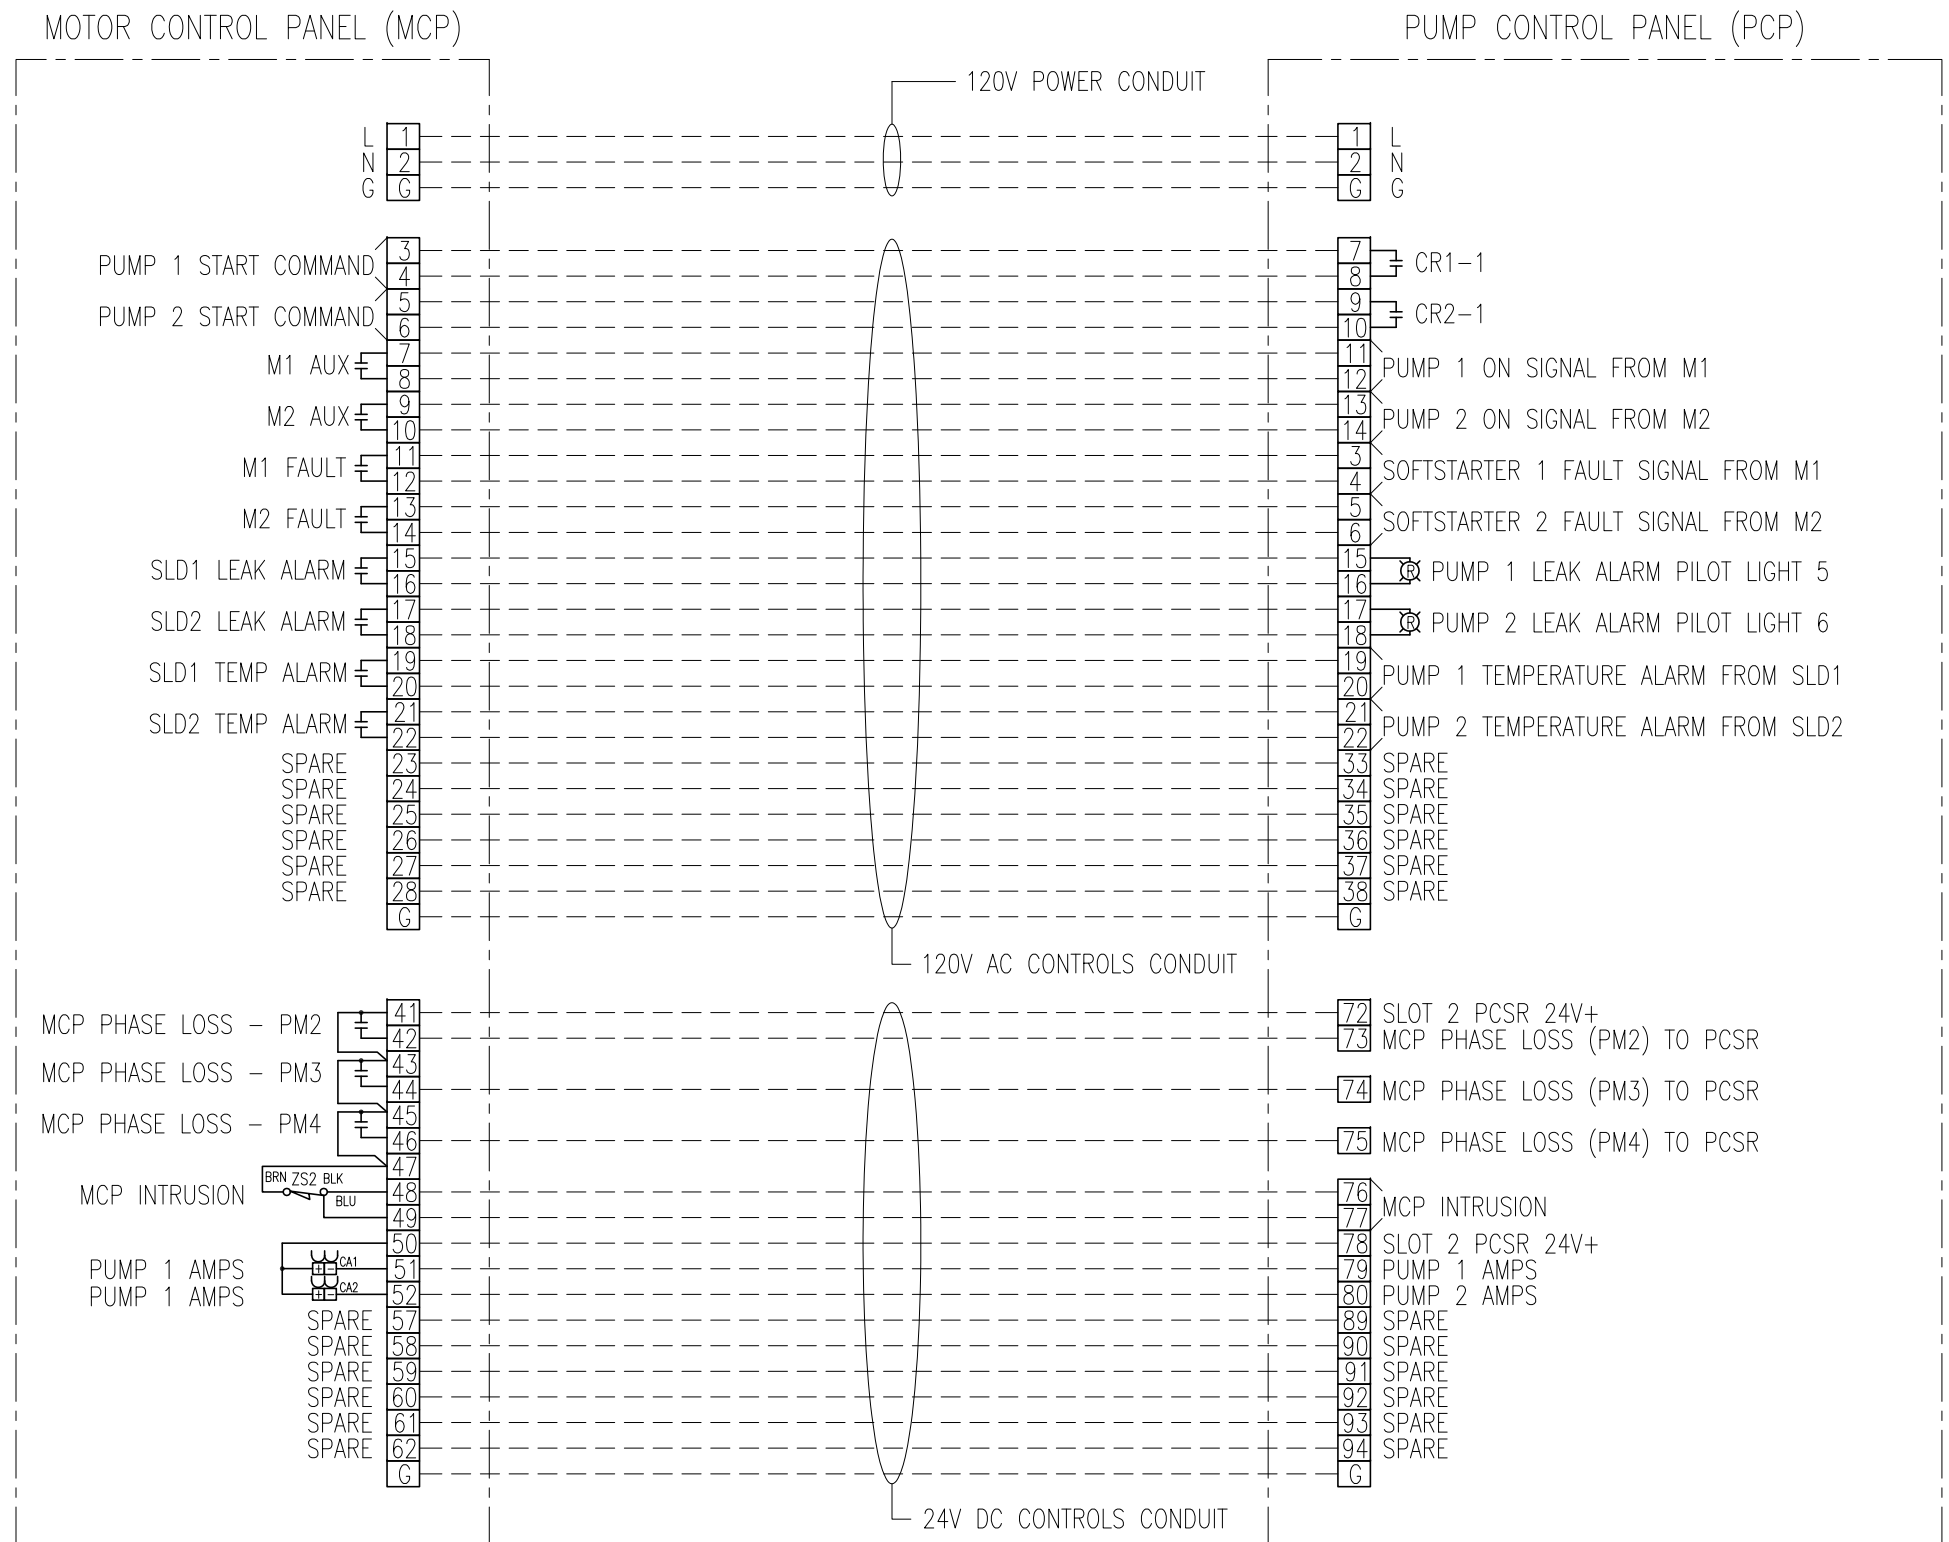 MOTOR CONTROL PANEL (MCP)
PUMP CONTROL PANEL (PCP)
120V POWER CONDUIT
L 1 1 L
N 2 2 N
G G G G
PUMP 1 START COMMAND
3 7
4 8
CR1-1
PUMP 2 START COMMAND
5 9
6 10
CR2-1
M1 AUX
7 11
8 12
PUMP 1 ON SIGNAL FROM M1
M2 AUX
9 13
10 14
PUMP 2 ON SIGNAL FROM M2
M1 FAULT
11 3
12 4
SOFTSTARTER 1 FAULT SIGNAL FROM M1
M2 FAULT
13 5
14 6
SOFTSTARTER 2 FAULT SIGNAL FROM M2
SLD1 LEAK ALARM
15 15
16 16
R PUMP 1 LEAK ALARM PILOT LIGHT 5
SLD2 LEAK ALARM
17 17
18 18
R PUMP 2 LEAK ALARM PILOT LIGHT 6
SLD1 TEMP ALARM
19 19
20 20
PUMP 1 TEMPERATURE ALARM FROM SLD1
SLD2 TEMP ALARM
21 21
22 22
PUMP 2 TEMPERATURE ALARM FROM SLD2
SPARE 23 33 SPARE
SPARE 24 34 SPARE
SPARE 25 35 SPARE
SPARE 26 36 SPARE
SPARE 27 37 SPARE
SPARE 28 38 SPARE
G G
120V AC CONTROLS CONDUIT
MCP PHASE LOSS - PM2
41 72 SLOT 2 PCSR 24V+
42 73 MCP PHASE LOSS (PM2) TO PCSR
MCP PHASE LOSS - PM3
43
44 74 MCP PHASE LOSS (PM3) TO PCSR
MCP PHASE LOSS - PM4
45
46 75 MCP PHASE LOSS (PM4) TO PCSR
47
BRN ZS2 BLK
MCP INTRUSION
BLU
48 76
49 77
MCP INTRUSION
50 78 SLOT 2 PCSR 24V+
PUMP 1 AMPS + - CA1 51 79 PUMP 1 AMPS
PUMP 1 AMPS + - CA2 52 80 PUMP 2 AMPS
SPARE 57 89 SPARE
SPARE 58 90 SPARE
SPARE 59 91 SPARE
SPARE 60 92 SPARE
SPARE 61 93 SPARE
SPARE 62 94 SPARE
G G
24V DC CONTROLS CONDUIT